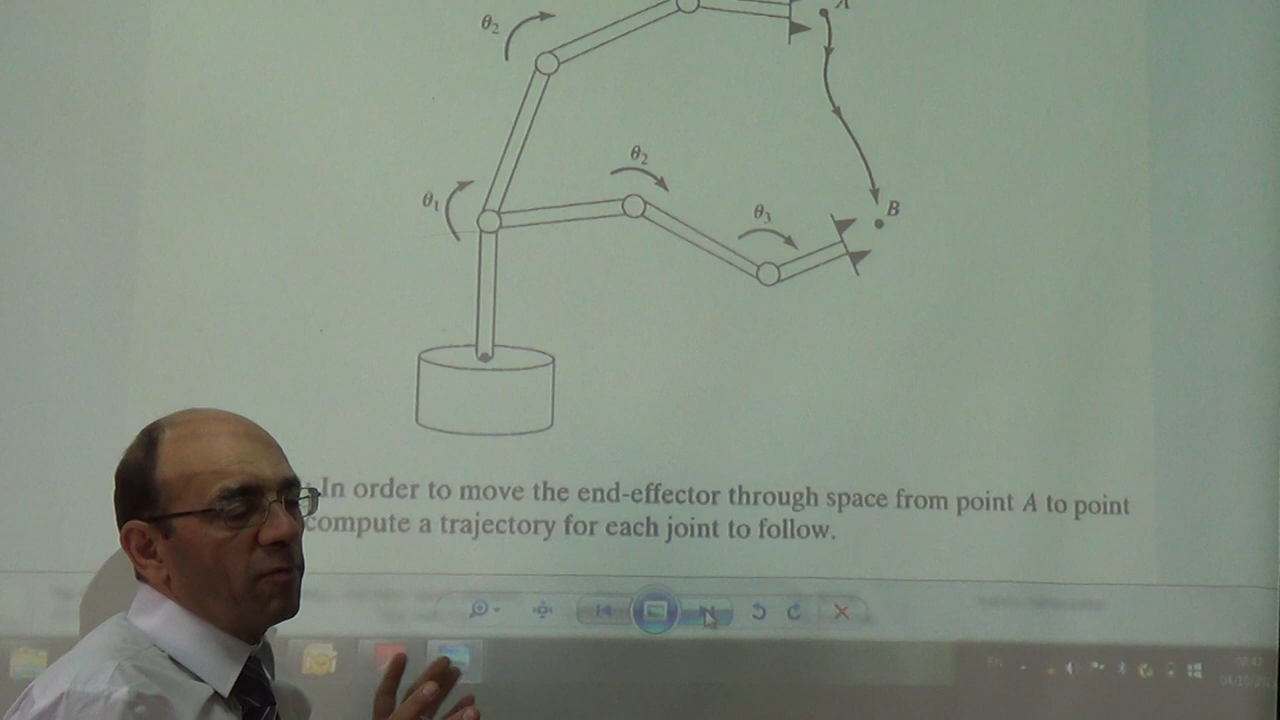 θ2
A
θ1
θ2
θ3
B
In order to move the end-effector through space from point A to point
compute a trajectory for each joint to follow.
EN